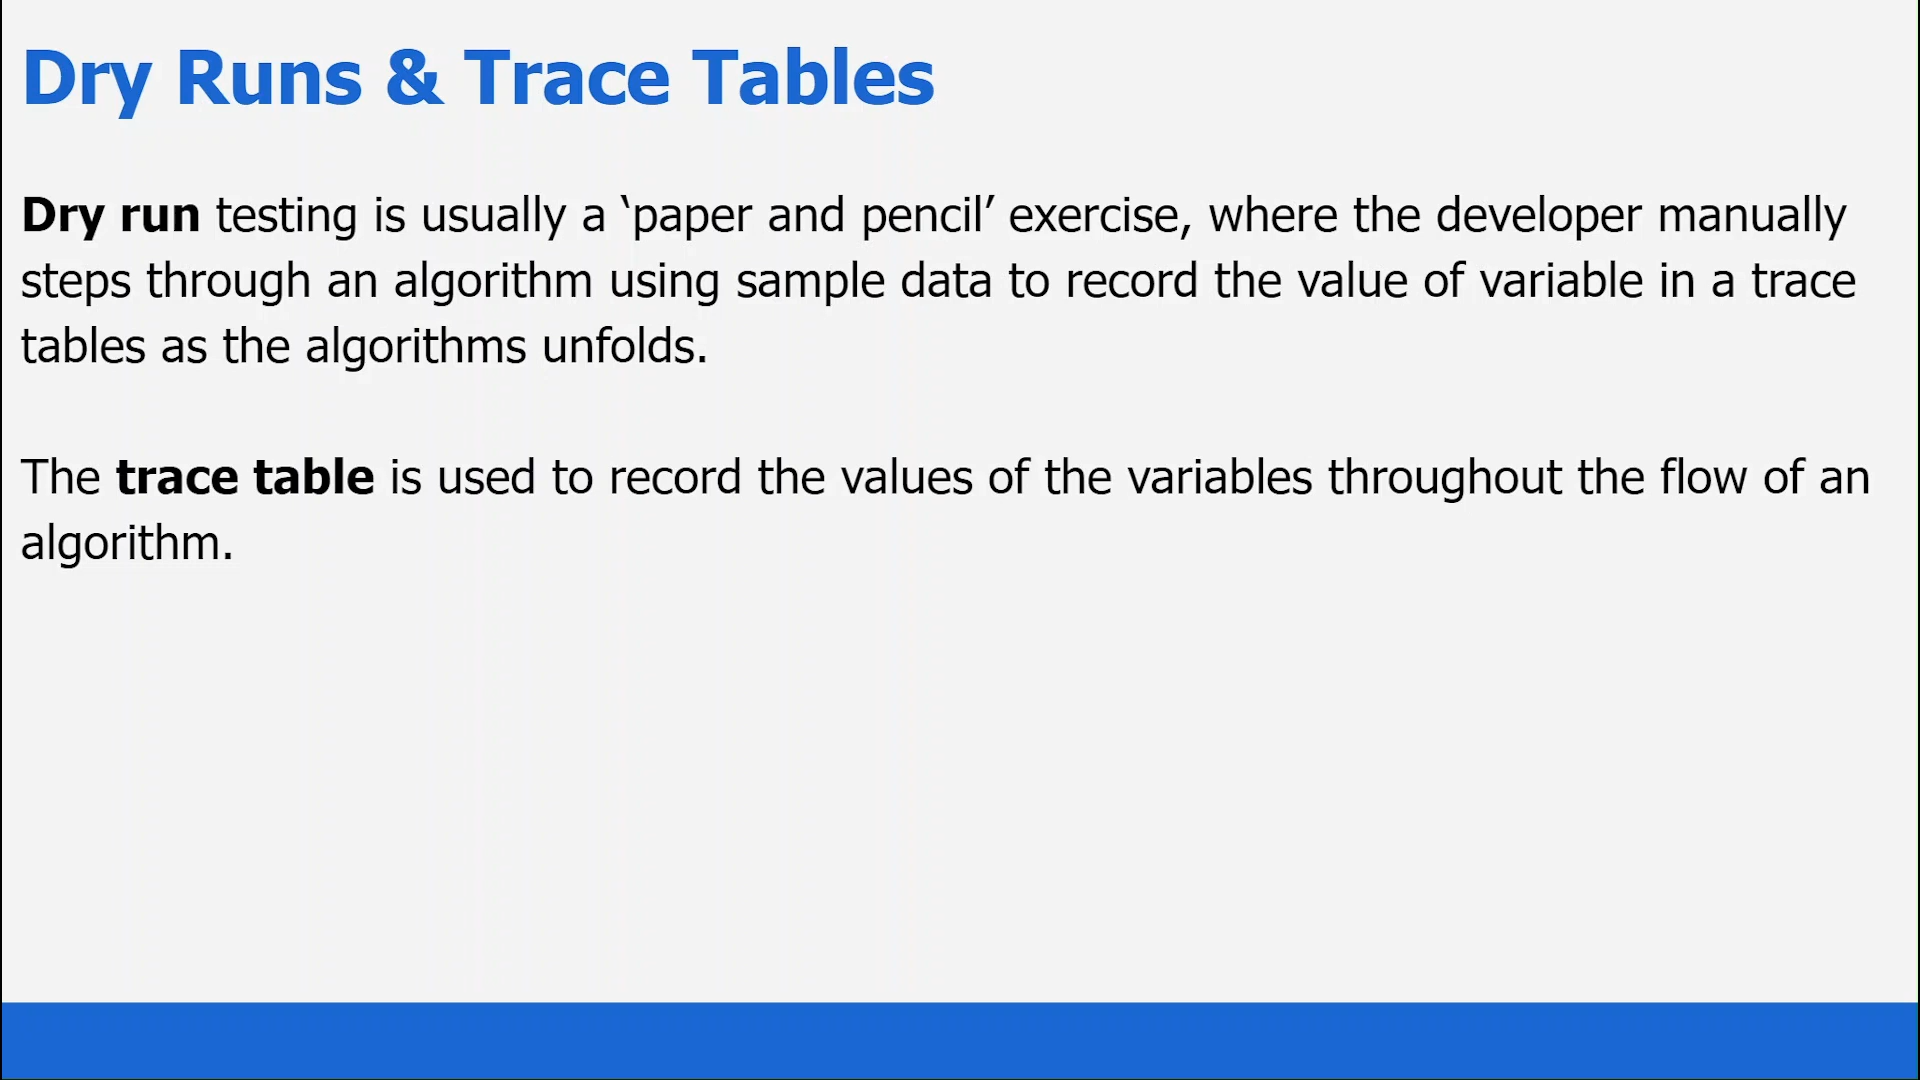 Dry Runs & Trace Tables
Dry run testing is usually a ‘paper and pencil’ exercise, where the developer manually
steps through an algorithm using sample data to record the value of variable in a trace
tables as the algorithms unfolds.
The trace table is used to record the values of the variables throughout the flow of an
algorithm.